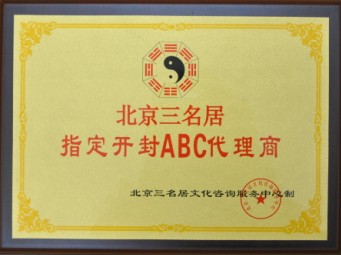 北京三名居
指定开封ABC代理商
北京三名居文化咨询服务中心制